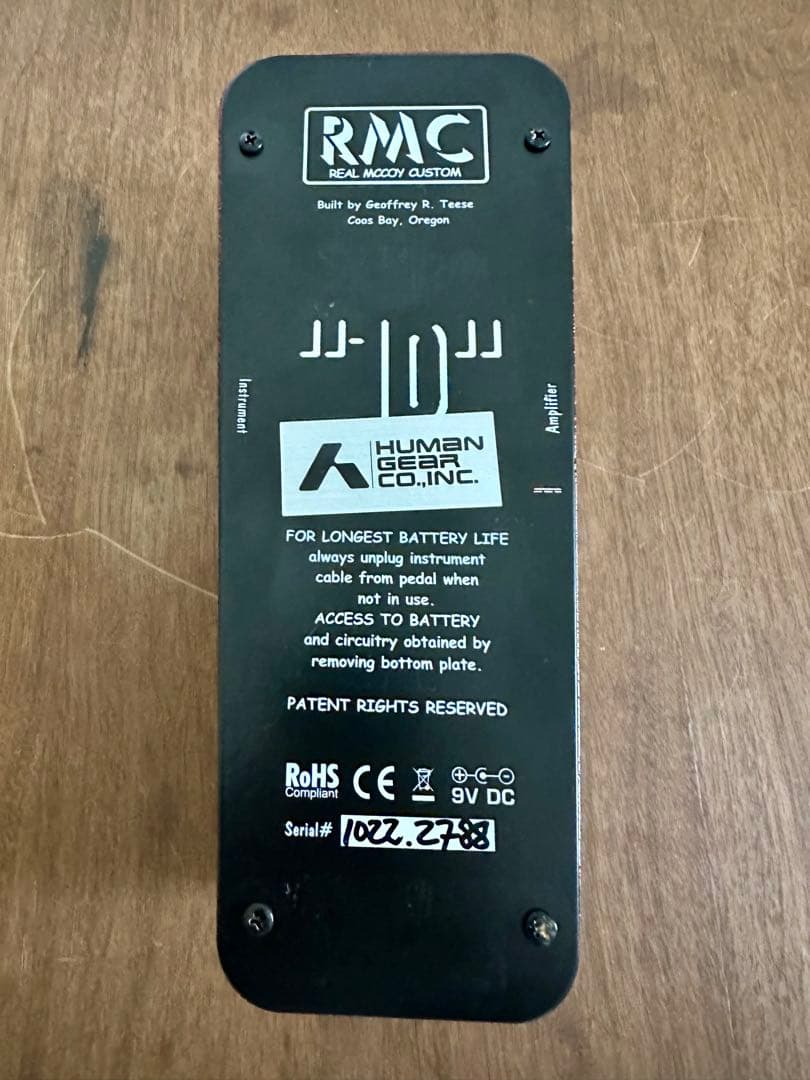 RMC
REAL MCCOY CUSTOM
Built by Geoffrey R. Teese
Coos Bay, Oregon
10
Instrument
Amplifier
HUMAN
GEAR
CO.,INC.
FOR LONGEST BATTERY LIFE
always unplug instrument
cable from pedal when
not in use.
ACCESS TO BATTERY
and circuitry obtained by
removing bottom plate.
PATENT RIGHTS RESERVED
RoHS
Compliant
CE
9V DC
Serial# 1022.2788